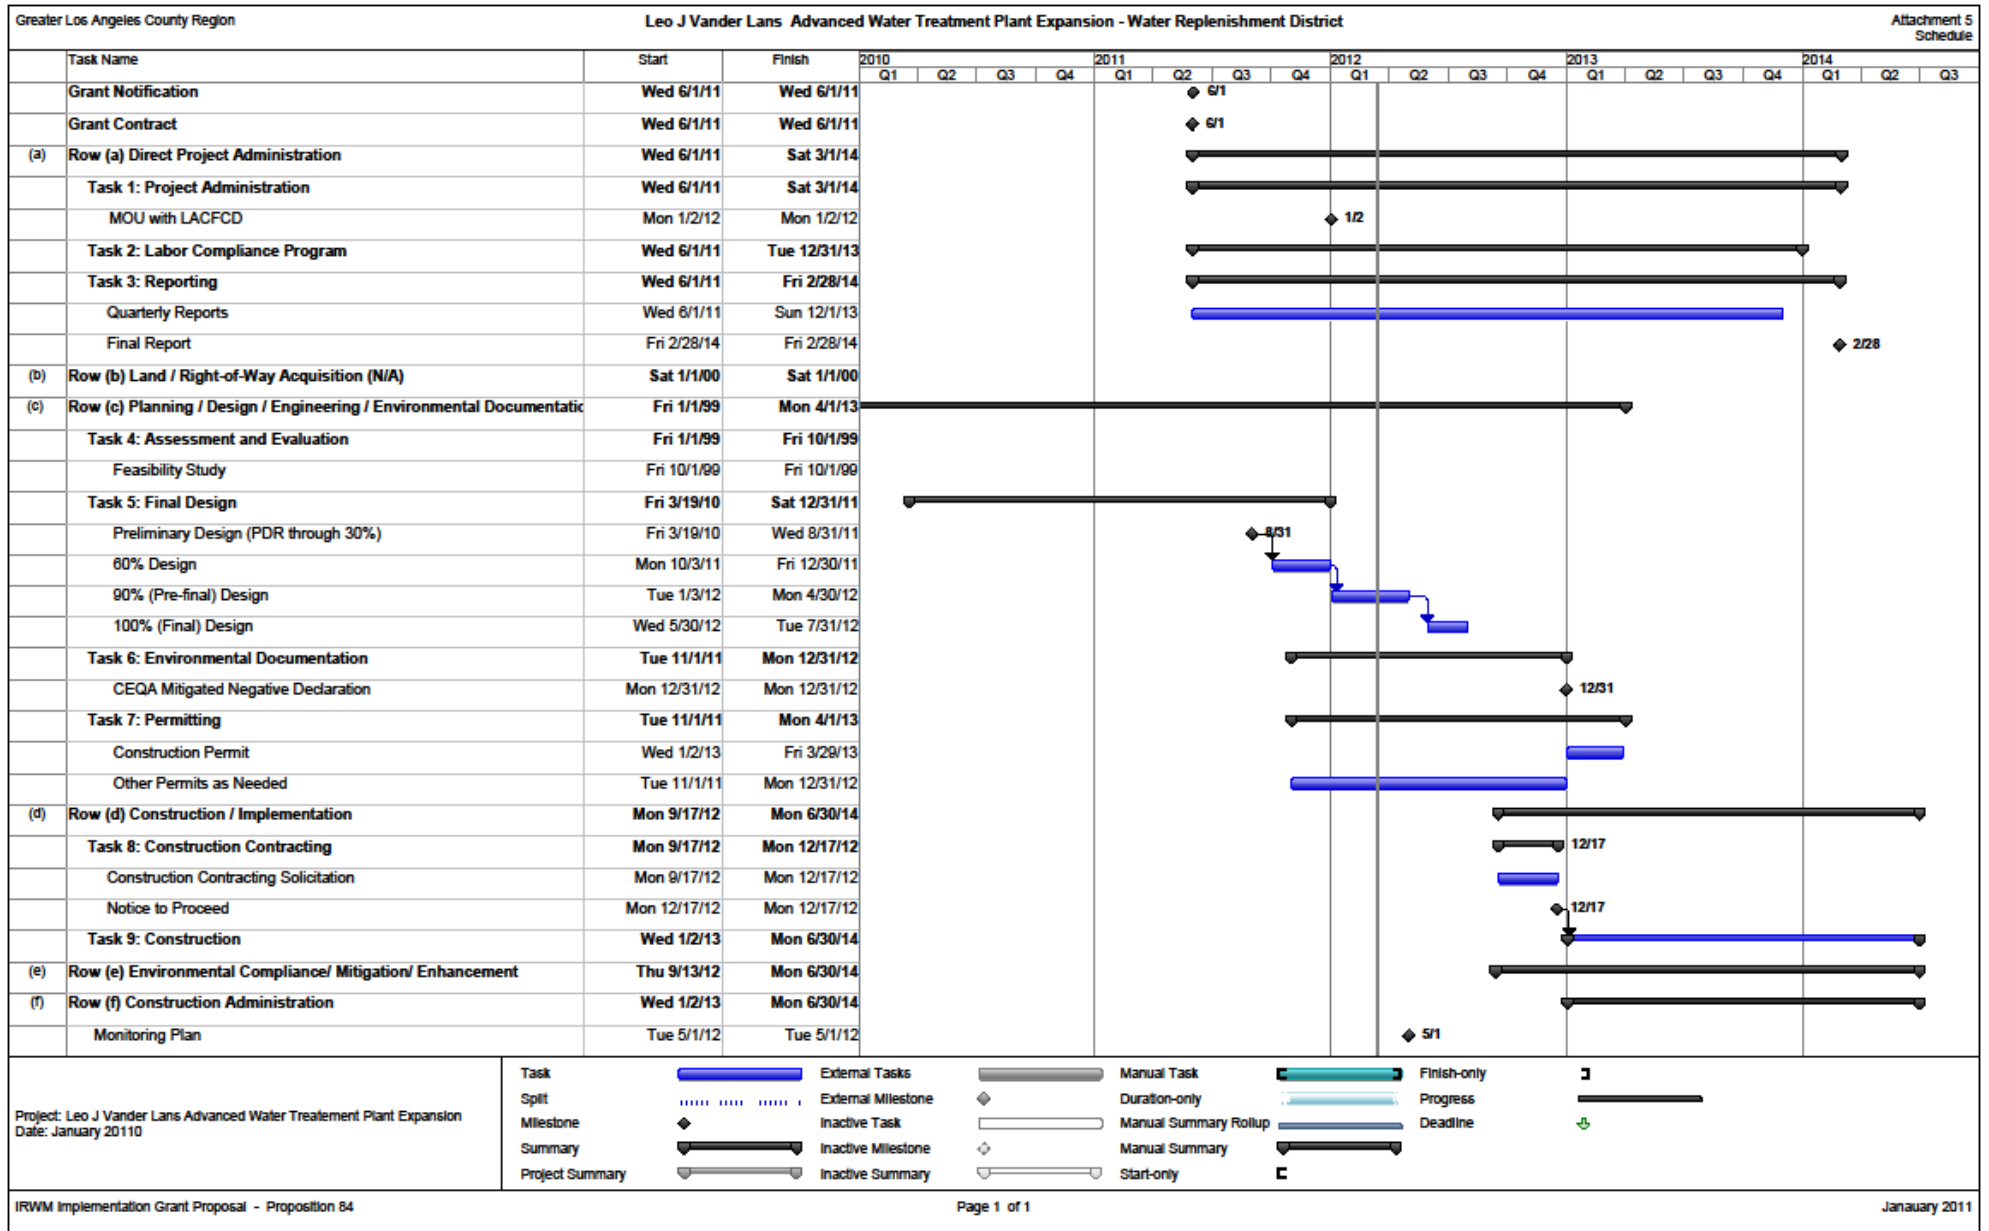 Greater Los Angeles County Region
Leo J Vander Lans Advanced Water Treatment Plant Expansion - Water Replenishment District
Attachment 5
Schedule
Task Name Start Finish 2010 2011 2012 2013 2014
Q1 Q2 Q3 Q4 Q1 Q2 Q3 Q4 Q1 Q2 Q3 Q4 Q1 Q2 Q3 Q4 Q1 Q2 Q3
Grant Notification Wed 6/1/11 Wed 6/1/11 6/1
Grant Contract Wed 6/1/11 Wed 6/1/11 6/1
(a) Row (a) Direct Project Administration Wed 6/1/11 Sat 3/1/14
Task 1: Project Administration Wed 6/1/11 Sat 3/1/14
MOU with LACFCD Mon 1/2/12 Mon 1/2/12 1/2
Task 2: Labor Compliance Program Wed 6/1/11 Tue 12/31/13
Task 3: Reporting Wed 6/1/11 Fri 2/28/14
Quarterly Reports Wed 6/1/11 Sun 12/1/13
Final Report Fri 2/28/14 Fri 2/28/14 2/28
(b) Row (b) Land / Right-of-Way Acquisition (N/A) Sat 1/1/00 Sat 1/1/00
(c) Row (c) Planning / Design / Engineering / Environmental Documentatic Fri 1/1/99 Mon 4/1/13
Task 4: Assessment and Evaluation Fri 1/1/99 Fri 10/1/99
Feasibility Study Fri 10/1/99 Fri 10/1/99
Task 5: Final Design Fri 3/19/10 Sat 12/31/11
Preliminary Design (PDR through 30%) Fri 3/19/10 Wed 8/31/11 8/31
60% Design Mon 10/3/11 Fri 12/30/11
90% (Pre-final) Design Tue 1/3/12 Mon 4/30/12
100% (Final) Design Wed 5/30/12 Tue 7/31/12
Task 6: Environmental Documentation Tue 11/1/11 Mon 12/31/12
CEQA Mitigated Negative Declaration Mon 12/31/12 Mon 12/31/12 12/31
Task 7: Permitting Tue 11/1/11 Mon 4/1/13
Construction Permit Wed 1/2/13 Fri 3/29/13
Other Permits as Needed Tue 11/1/11 Mon 12/31/12
(d) Row (d) Construction / Implementation Mon 9/17/12 Mon 6/30/14
Task 8: Construction Contracting Mon 9/17/12 Mon 12/17/12 12/17
Construction Contracting Solicitation Mon 9/17/12 Mon 12/17/12
Notice to Proceed Mon 12/17/12 Mon 12/17/12 12/17
Task 9: Construction Wed 1/2/13 Mon 6/30/14
(e) Row (e) Environmental Compliance/ Mitigation/ Enhancement Thu 9/13/12 Mon 6/30/14
(f) Row (f) Construction Administration Wed 1/2/13 Mon 6/30/14
Monitoring Plan Tue 5/1/12 Tue 5/1/12 5/1
Project: Leo J Vander Lans Advanced Water Treatement Plant Expansion
Date: January 20110
Task External Tasks Manual Task Finish-only
Split External Milestone Duration-only Progress
Milestone Inactive Task Manual Summary Rollup Deadline
Summary Inactive Milestone Manual Summary
Project Summary Inactive Summary Start-only
IRWM Implementation Grant Proposal - Proposition 84
Page 1 of 1
Janauary 2011